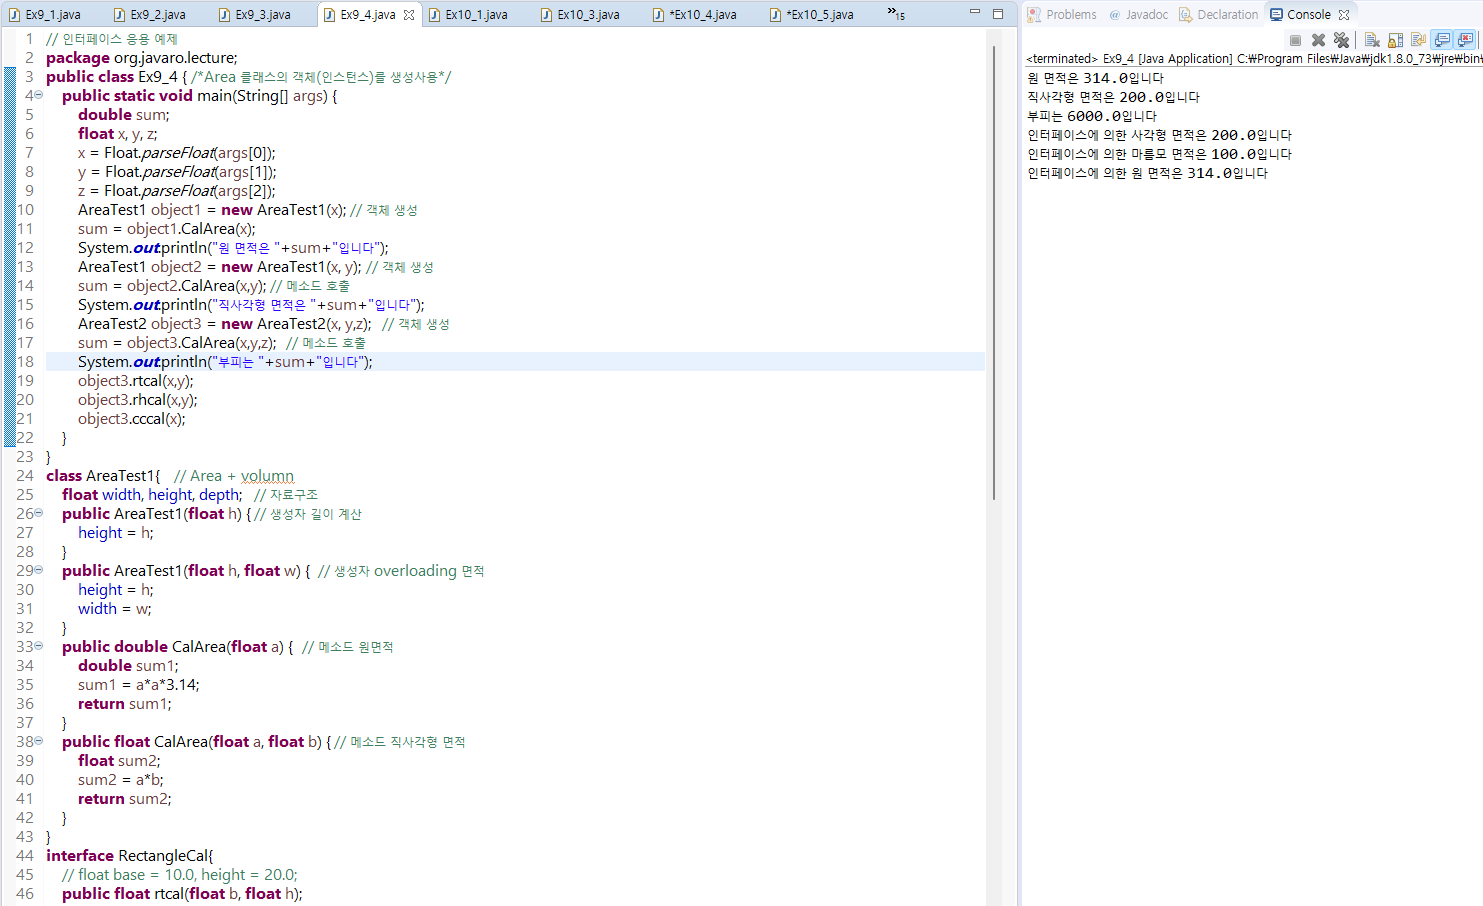 Ex9_1.java Ex9_2.java Ex9_3.java Ex9_4.java Ex10_1.java Ex10_3.java *Ex10_4.java *Ex10_5.java »15
1 // 인터페이스 응용 예제
2 package org.javaro.lecture;
3 public class Ex9_4 { /*Area 클래스의 객체(인스턴스)를 생성사용*/
4 public static void main(String[] args) {
5 double sum;
6 float x, y, z;
7 x = Float.parseFloat(args[0]);
8 y = Float.parseFloat(args[1]);
9 z = Float.parseFloat(args[2]);
10 AreaTest1 object1 = new AreaTest1(x); // 객체 생성
11 sum = object1.CalArea(x);
12 System.out.println("원 면적은 "+sum+"입니다");
13 AreaTest1 object2 = new AreaTest1(x, y); // 객체 생성
14 sum = object2.CalArea(x,y); // 메소드 호출
15 System.out.println("직사각형 면적은 "+sum+"입니다");
16 AreaTest2 object3 = new AreaTest2(x, y,z); // 객체 생성
17 sum = object3.CalArea(x,y,z); // 메소드 호출
18 System.out.println("부피는 "+sum+"입니다");
19 object3.rtcal(x,y);
20 object3.rhcal(x,y);
21 object3.cccal(x);
22 }
23 }
24 class AreaTest1{ // Area + volumn
25 float width, height, depth; // 자료구조
26 public AreaTest1(float h) { // 생성자 길이 계산
27 height = h;
28 }
29 public AreaTest1(float h, float w) { // 생성자 overloading 면적
30 height = h;
31 width = w;
32 }
33 public double CalArea(float a) { // 메소드 원면적
34 double sum1;
35 sum1 = a*a*3.14;
36 return sum1;
37 }
38 public float CalArea(float a, float b) { // 메소드 직사각형 면적
39 float sum2;
40 sum2 = a*b;
41 return sum2;
42 }
43 }
44 interface RectangleCal{
45 // float base = 10.0, height = 20.0;
46 public float rtcal(float b, float h);
Problems @ Javadoc Declaration Console
<terminated> Ex9_4 [Java Application] C:₩Program Files₩Java₩jdk1.8.0_73₩jre₩bin₩
원 면적은 314.0입니다
직사각형 면적은 200.0입니다
부피는 6000.0입니다
인터페이스에 의한 사각형 면적은 200.0입니다
인터페이스에 의한 마름모 면적은 100.0입니다
인터페이스에 의한 원 면적은 314.0입니다